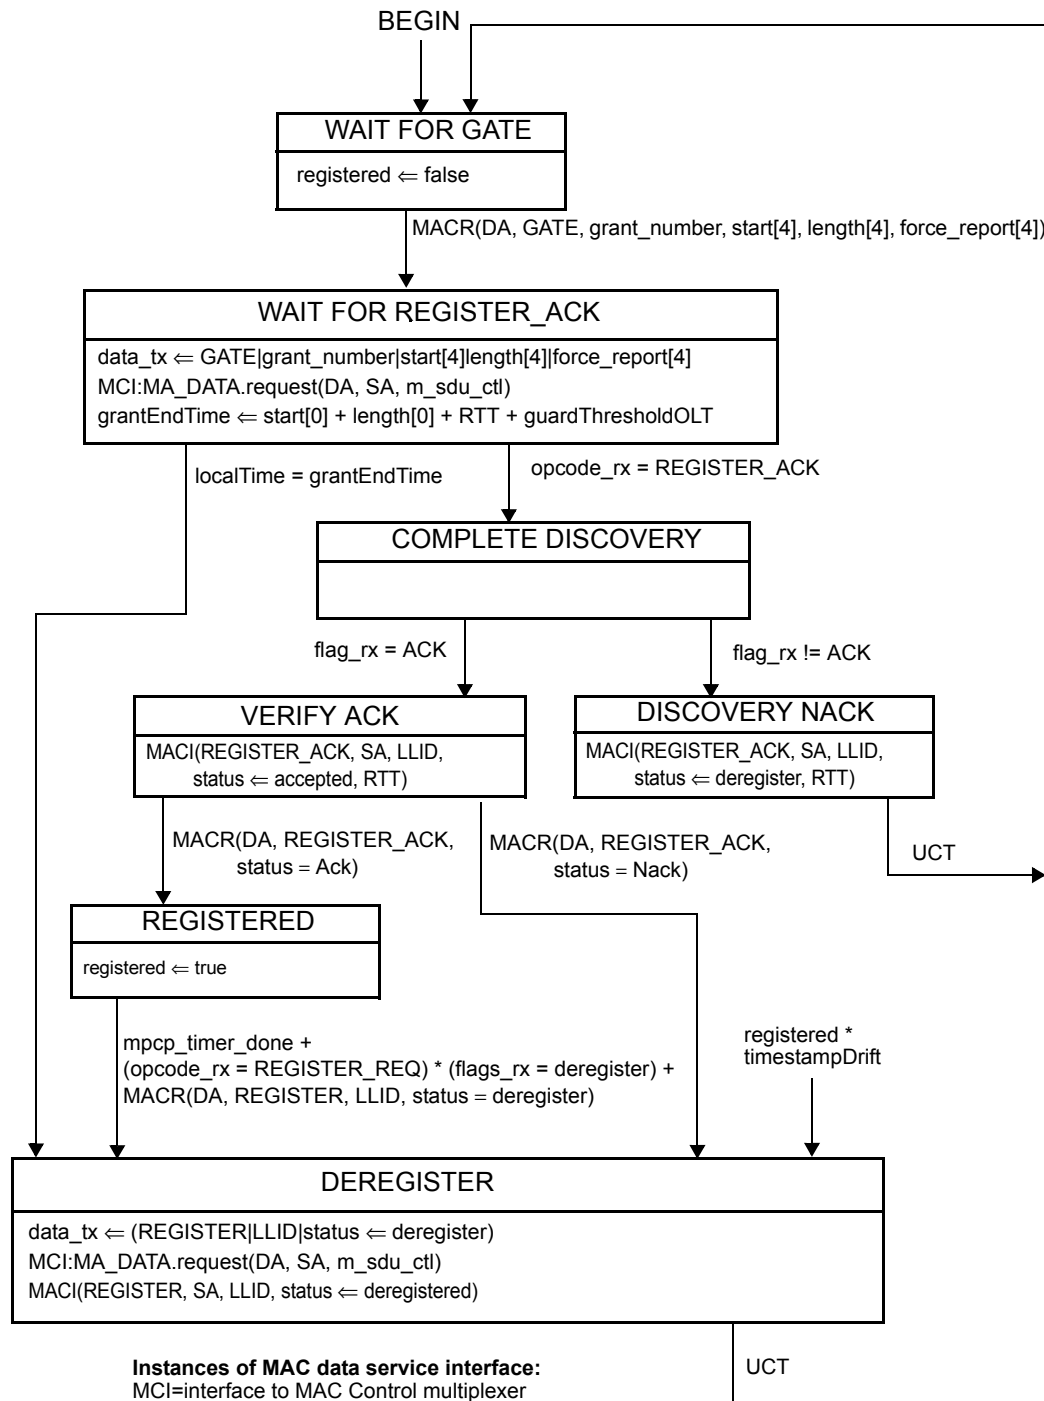 BEGIN
WAIT FOR GATE
registered ⇐ false
MACR(DA, GATE, grant_number, start[4], length[4], force_report[4])
WAIT FOR REGISTER_ACK
data_tx ⇐ GATE|grant_number|start[4]length[4]|force_report[4]
MCI:MA_DATA.request(DA, SA, m_sdu_ctl)
grantEndTime ⇐ start[0] + length[0] + RTT + guardThresholdOLT
localTime = grantEndTime
opcode_rx = REGISTER_ACK
COMPLETE DISCOVERY
flag_rx = ACK
flag_rx != ACK
VERIFY ACK
MACI(REGISTER_ACK, SA, LLID,
status ⇐ accepted, RTT)
DISCOVERY NACK
MACI(REGISTER_ACK, SA, LLID,
status ⇐ deregister, RTT)
MACR(DA, REGISTER_ACK,
status = Ack)
MACR(DA, REGISTER_ACK,
status = Nack)
UCT
REGISTERED
registered ⇐ true
mpcp_timer_done +
(opcode_rx = REGISTER_REQ) * (flags_rx = deregister) +
MACR(DA, REGISTER, LLID, status = deregister)
registered *
timestampDrift
DEREGISTER
data_tx ⇐ (REGISTER|LLID|status ⇐ deregister)
MCI:MA_DATA.request(DA, SA, m_sdu_ctl)
MACI(REGISTER, SA, LLID, status ⇐ deregistered)
UCT
Instances of MAC data service interface:
MCI=interface to MAC Control multiplexer